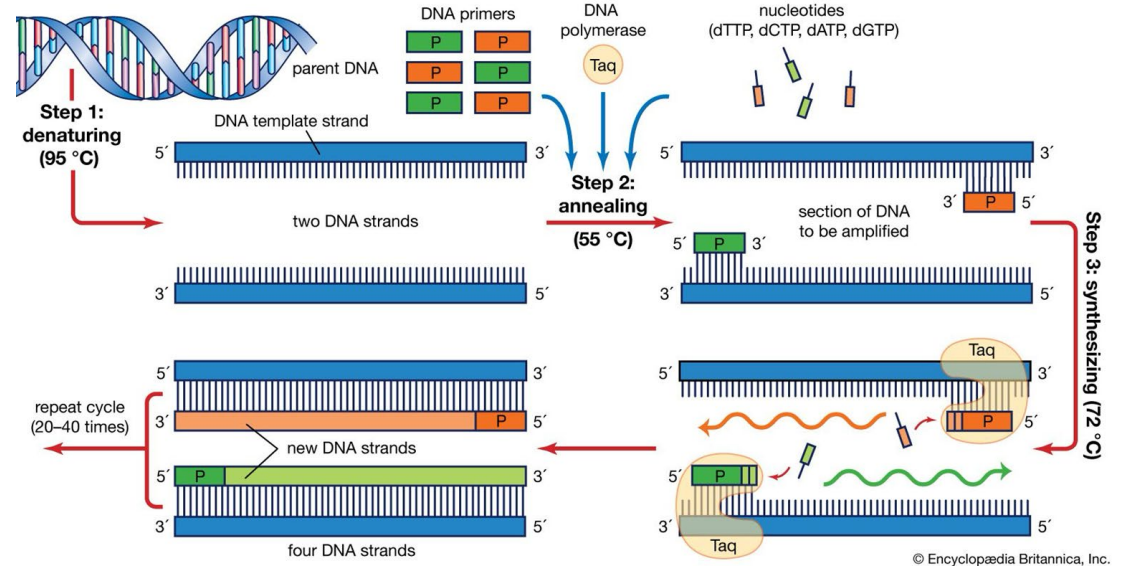 DNA primers
P P
P P
P P
DNA
polymerase
Taq
nucleotides
(dTTP, dCTP, dATP, dGTP)
parent DNA
Step 1:
denaturing
(95 °C)
DNA template strand
5′ 3′
two DNA strands
3′ 5′
Step 2:
annealing
(55 °C)
5′ 3′
3′ P 5′
section of DNA
to be amplified
5′ P 3′
3′ 5′
Step 3: synthesizing (72 °C)
Taq
5′ 3′
P 5′
5′ P
3′ 5′
Taq
5′ 3′
3′ P 5′
new DNA strands
5′ P 3′
3′ 5′
four DNA strands
repeat cycle
(20–40 times)
© Encyclopædia Britannica, Inc.